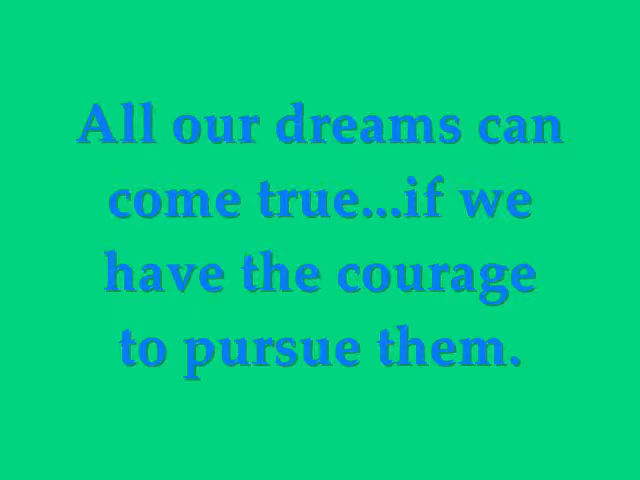 All our dreams can
come true...if we
have the courage
to pursue them.